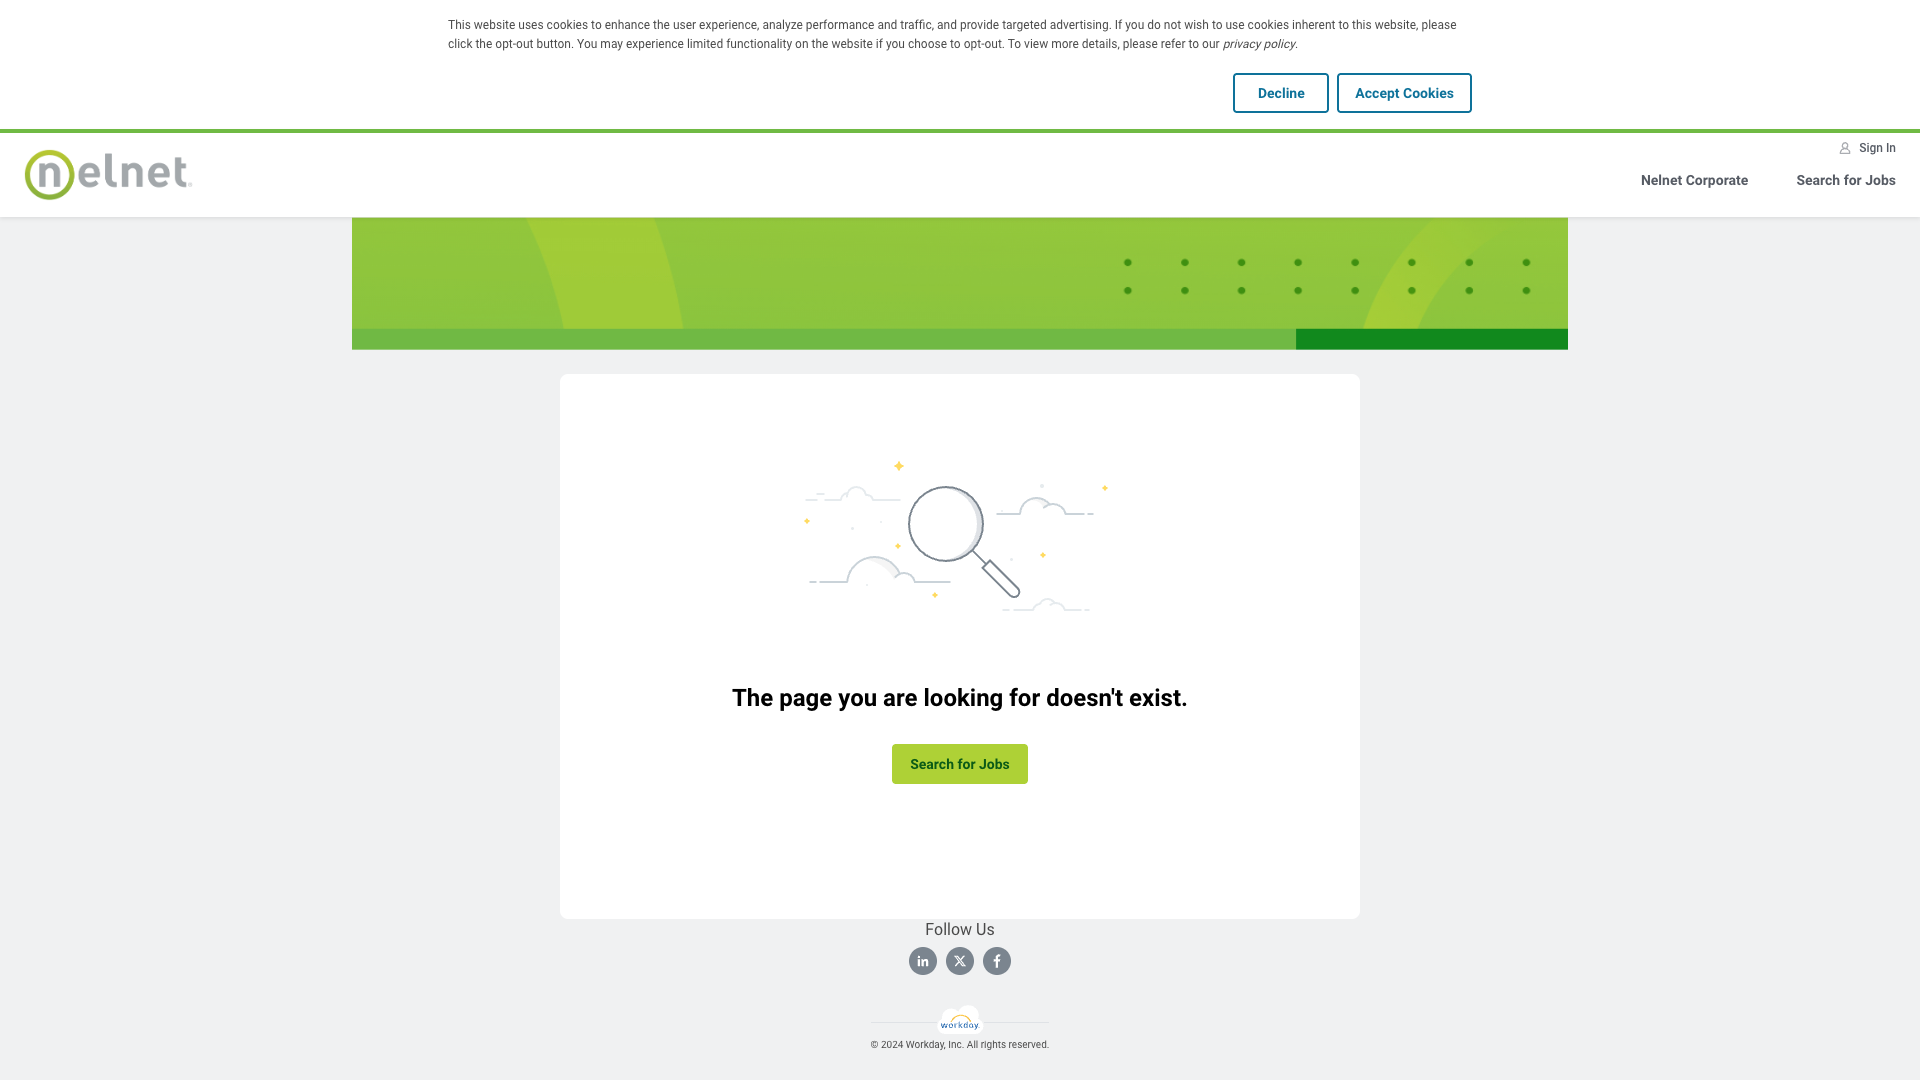 This website uses cookies to enhance the user experience, analyze performance and traffic, and provide targeted advertising. If you do not wish to use cookies inherent to this website, please
click the opt-out button. You may experience limited functionality on the website if you choose to opt-out. To view more details, please refer to our privacy policy.
Decline
Accept Cookies
nelnet
Sign In
Nelnet Corporate
Search for Jobs
The page you are looking for doesn't exist.
Search for Jobs
Follow Us
in
X
f
workday
© 2024 Workday, Inc. All rights reserved.